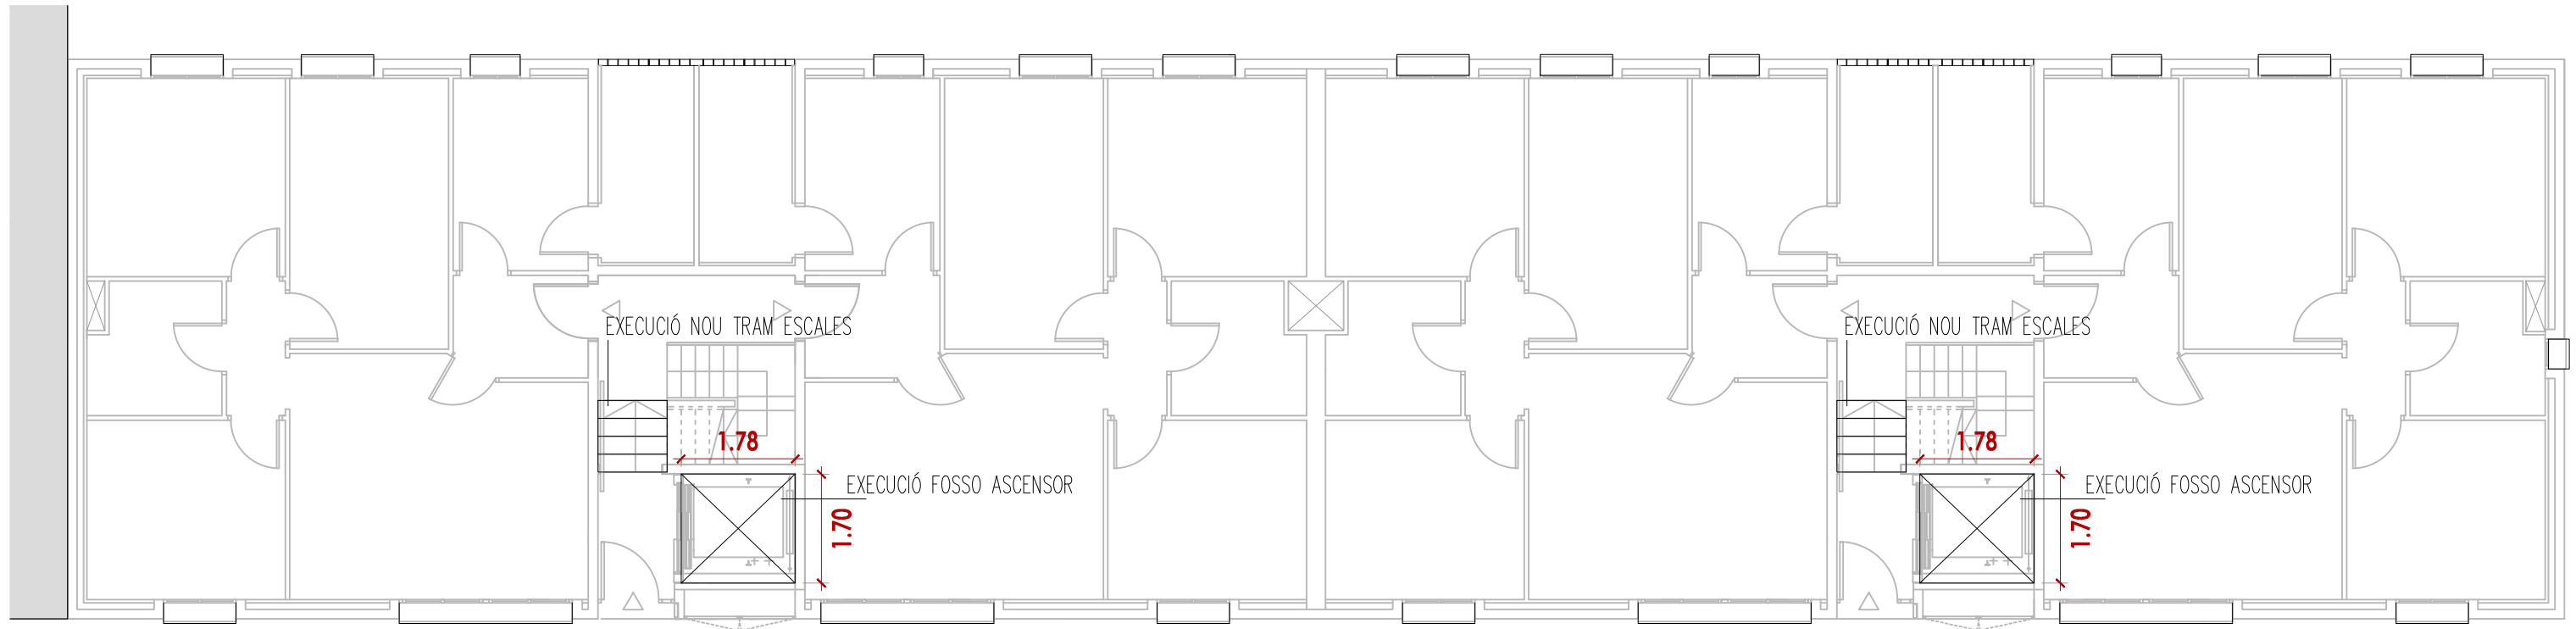 EXECUCIÓ NOU TRAM ESCALES
EXECUCIÓ NOU TRAM ESCALES
1.78
1.78
EXECUCIÓ FOSSO ASCENSOR
EXECUCIÓ FOSSO ASCENSOR
1.70
1.70